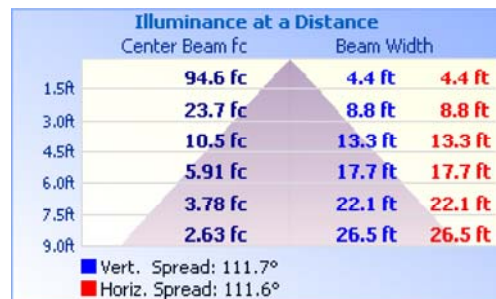 Illuminance at a Distance
Center Beam fc Beam Width
94.6 fc 4.4 ft 4.4 ft
1.5ft
23.7 fc 8.8 ft 8.8 ft
3.0ft
10.5 fc 13.3 ft 13.3 ft
4.5ft
5.91 fc 17.7 ft 17.7 ft
6.0ft
3.78 fc 22.1 ft 22.1 ft
7.5ft
2.63 fc 26.5 ft 26.5 ft
9.0ft
Vert. Spread: 111.7°
Horiz. Spread: 111.6°